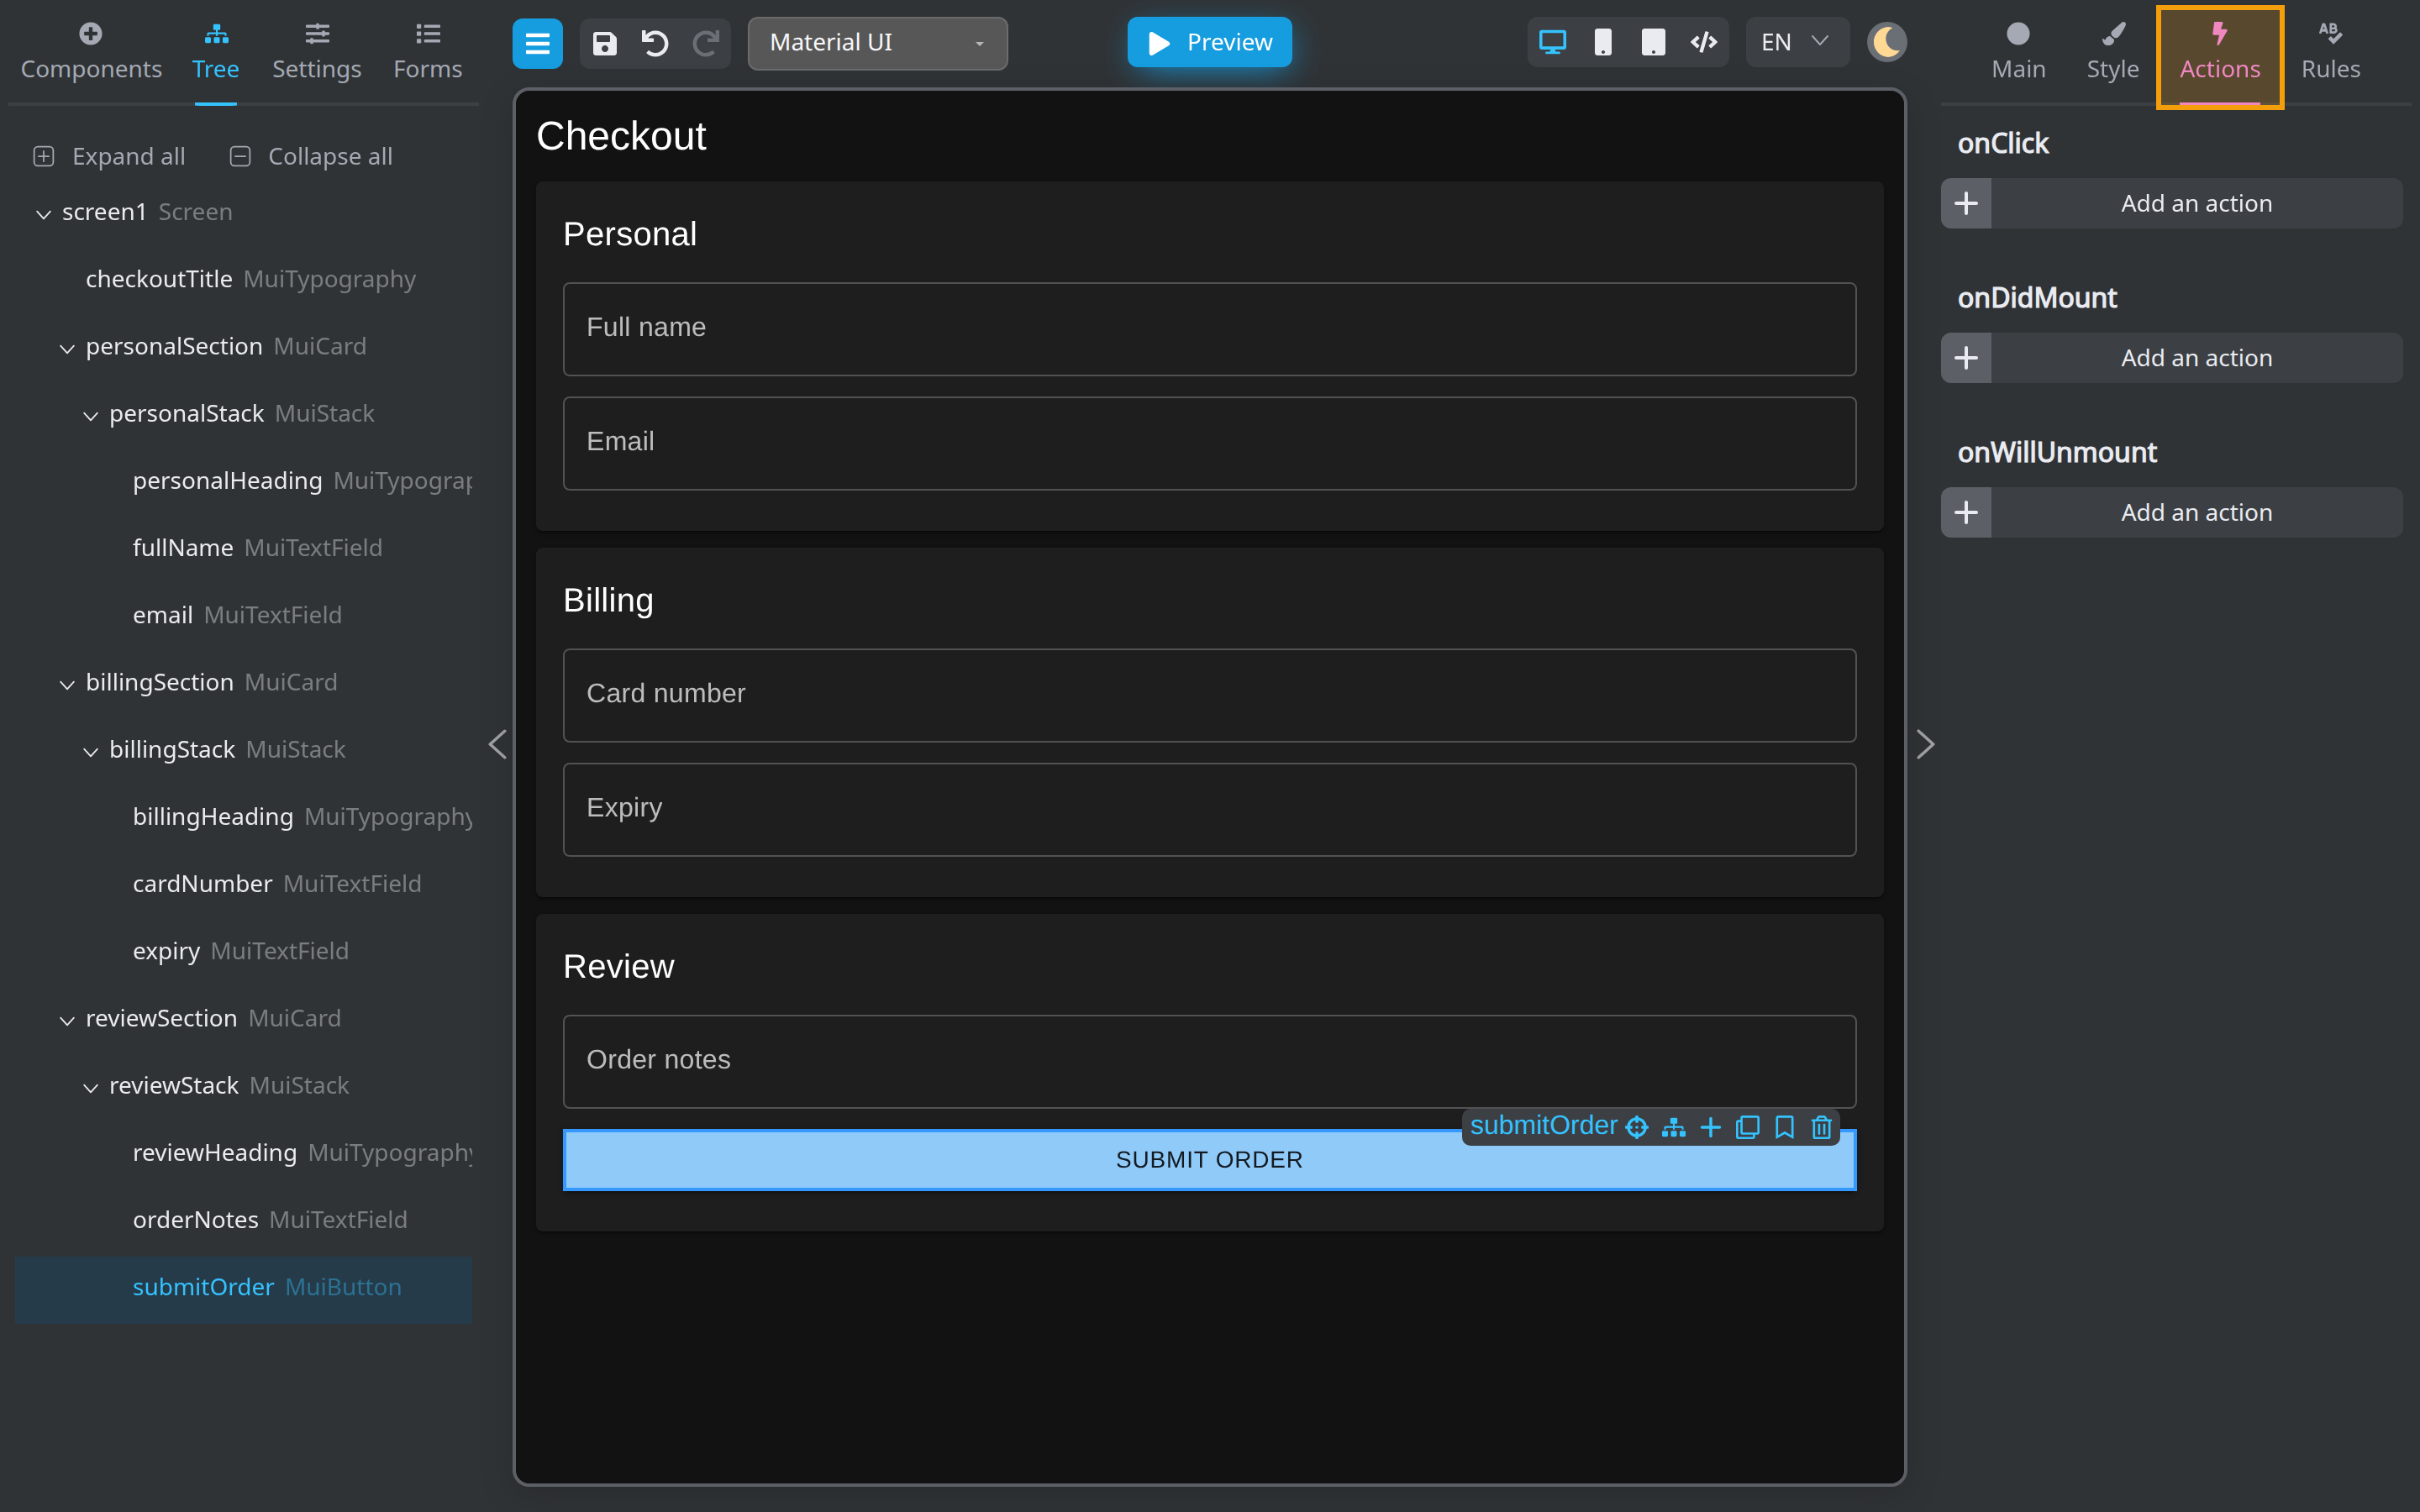 Components Tree Settings Forms
Material UI
Preview
EN
Main Style Actions Rules
Expand all Collapse all
screen1 Screen
checkoutTitle MuiTypography
personalSection MuiCard
personalStack MuiStack
personalHeading MuiTypograp
fullName MuiTextField
email MuiTextField
billingSection MuiCard
billingStack MuiStack
billingHeading MuiTypography
cardNumber MuiTextField
expiry MuiTextField
reviewSection MuiCard
reviewStack MuiStack
reviewHeading MuiTypography
orderNotes MuiTextField
submitOrder MuiButton
Checkout
Personal
Full name
Email
Billing
Card number
Expiry
Review
Order notes
submitOrder
SUBMIT ORDER
onClick
Add an action
onDidMount
Add an action
onWillUnmount
Add an action